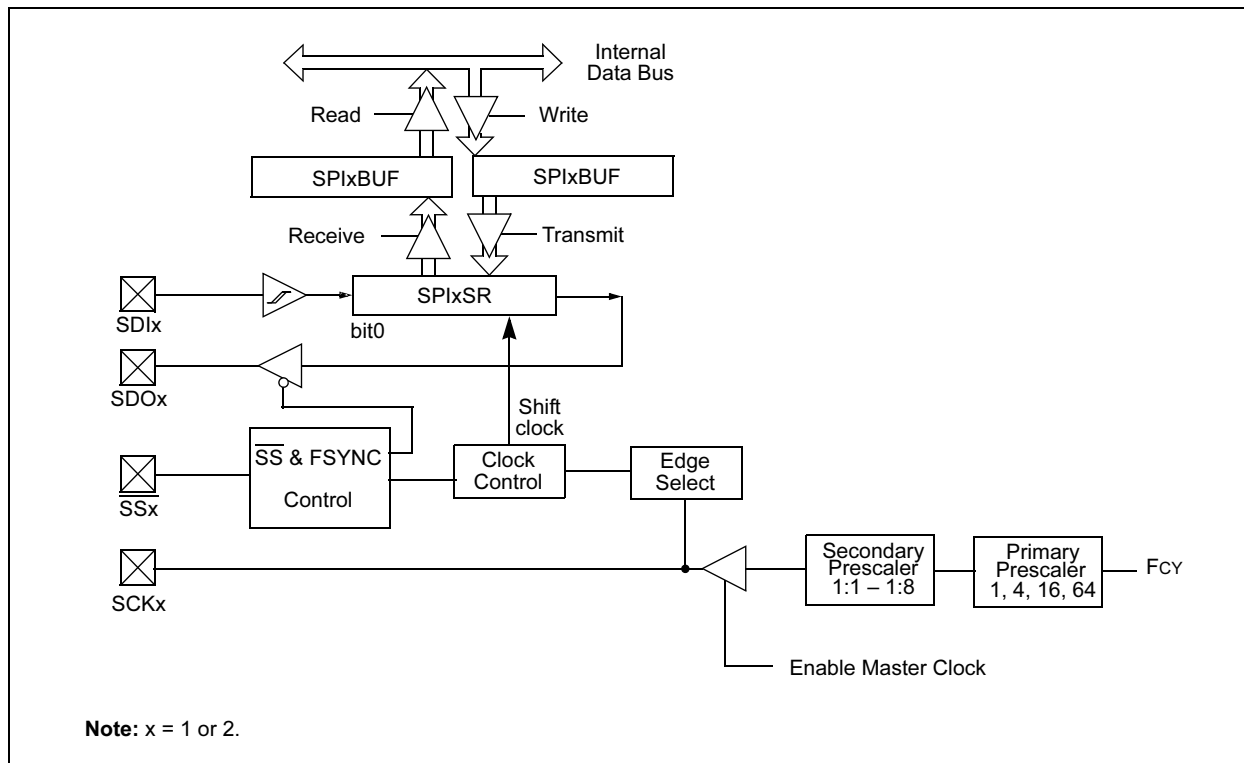 Internal
Data Bus
Read
Write
SPIxBUF
SPIxBUF
Receive
Transmit
SPIxSR
SDIx
bit0
SDOx
Shift
clock
SS & FSYNC
Control
Clock
Control
Edge
Select
SSx
Secondary
Prescaler
1:1 – 1:8
Primary
Prescaler
1, 4, 16, 64
FCY
SCKx
Enable Master Clock
Note: x = 1 or 2.